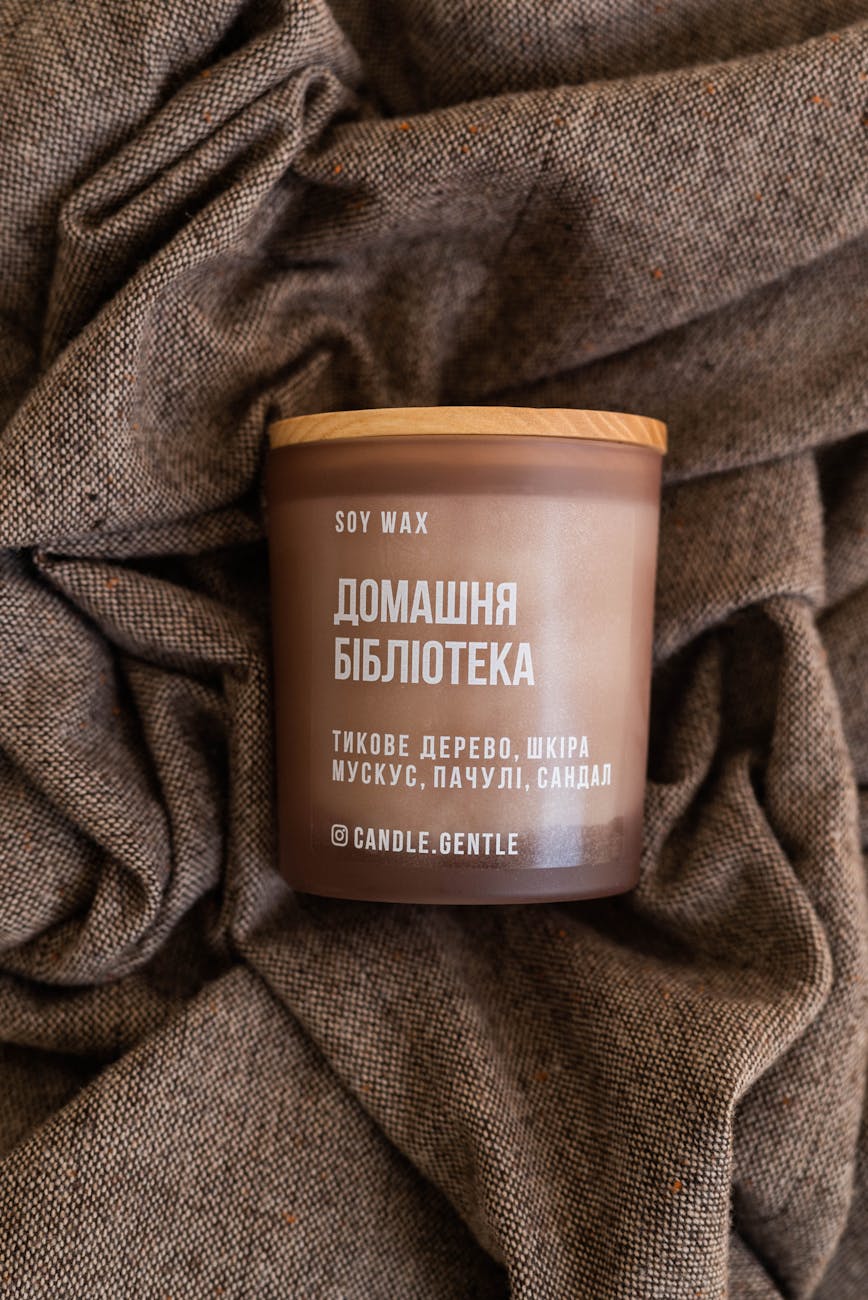 SOY WAX
ДОМАШНЯ
БІБЛІОТЕКА
ТИКОВЕ ДЕРЕВО, ШКІРА
МУСКУС, ПАЧУЛІ, САНДАЛ
CANDLE.GENTLE